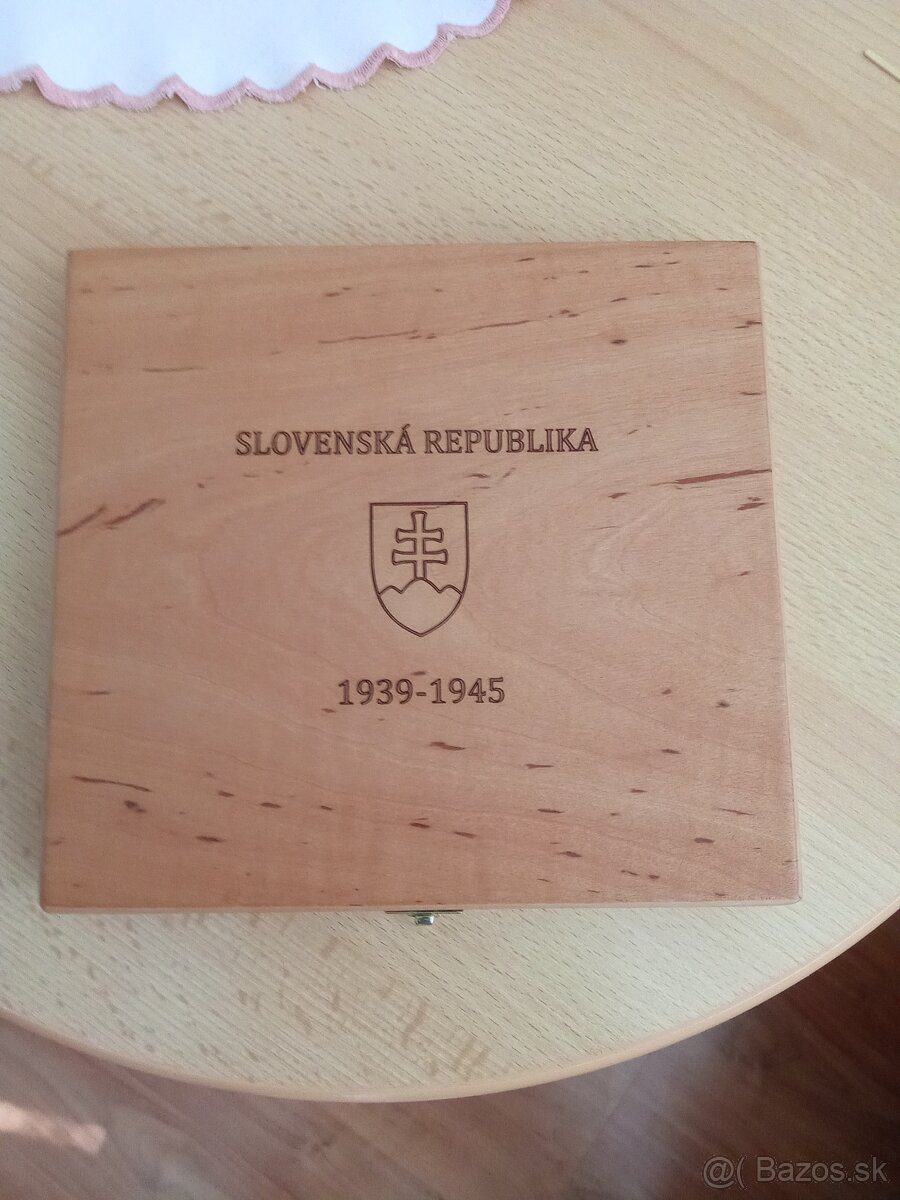 SLOVENSKÁ REPUBLIKA
1939-1945
@( Bazos.sk